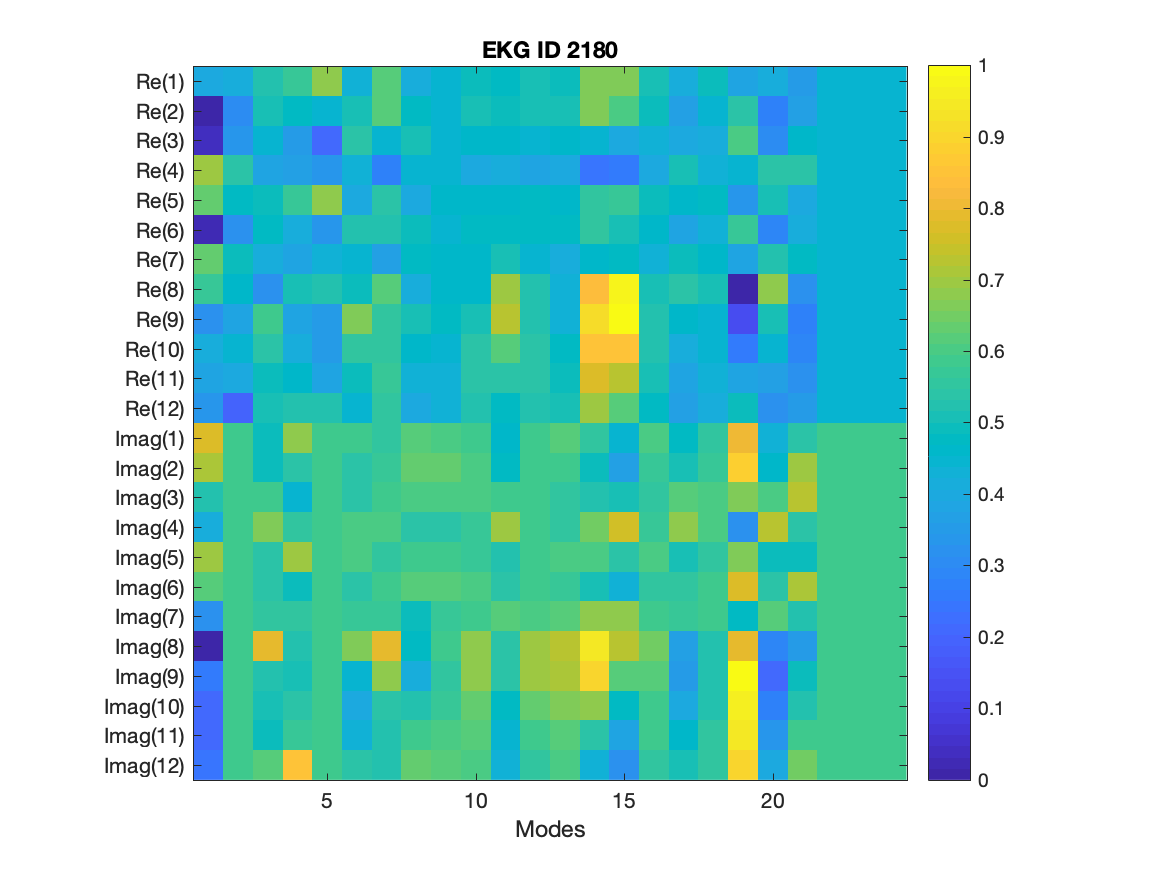 EKG ID 2180
Re(1)
Re(2)
Re(3)
Re(4)
Re(5)
Re(6)
Re(7)
Re(8)
Re(9)
Re(10)
Re(11)
Re(12)
Imag(1)
Imag(2)
Imag(3)
Imag(4)
Imag(5)
Imag(6)
Imag(7)
Imag(8)
Imag(9)
Imag(10)
Imag(11)
Imag(12)
5 10 15 20
Modes
1
0.9
0.8
0.7
0.6
0.5
0.4
0.3
0.2
0.1
0